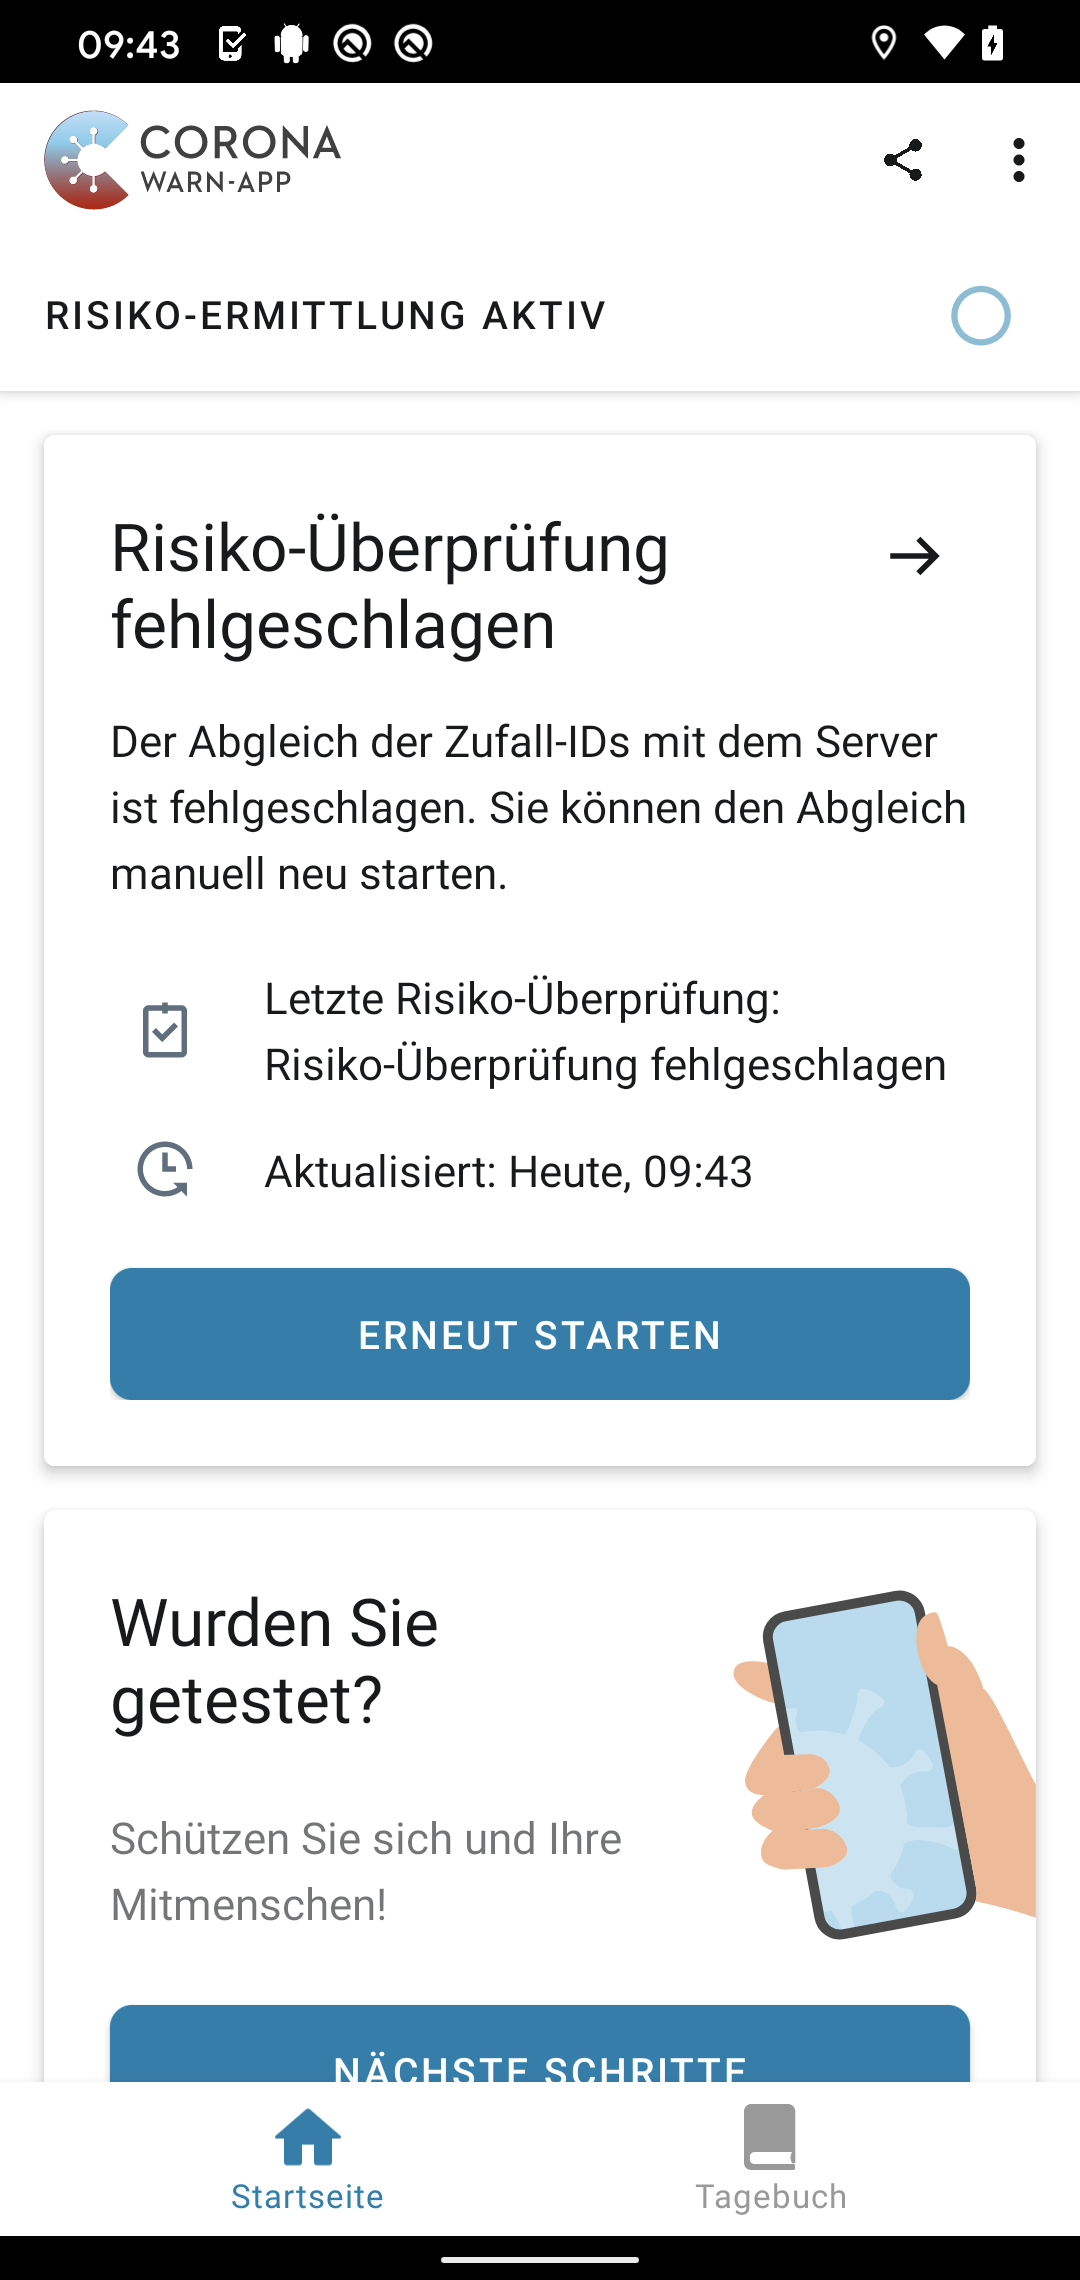 09:43
CORONA
WARN-APP
RISIKO-ERMITTLUNG AKTIV
Risiko-Überprüfung
fehlgeschlagen
Der Abgleich der Zufall-IDs mit dem Server
ist fehlgeschlagen. Sie können den Abgleich
manuell neu starten.
Letzte Risiko-Überprüfung:
Risiko-Überprüfung fehlgeschlagen
Aktualisiert: Heute, 09:43
ERNEUT STARTEN
Wurden Sie
getestet?
Schützen Sie sich und Ihre
Mitmenschen!
NÄCHSTE SCHRITTE
Startseite
Tagebuch